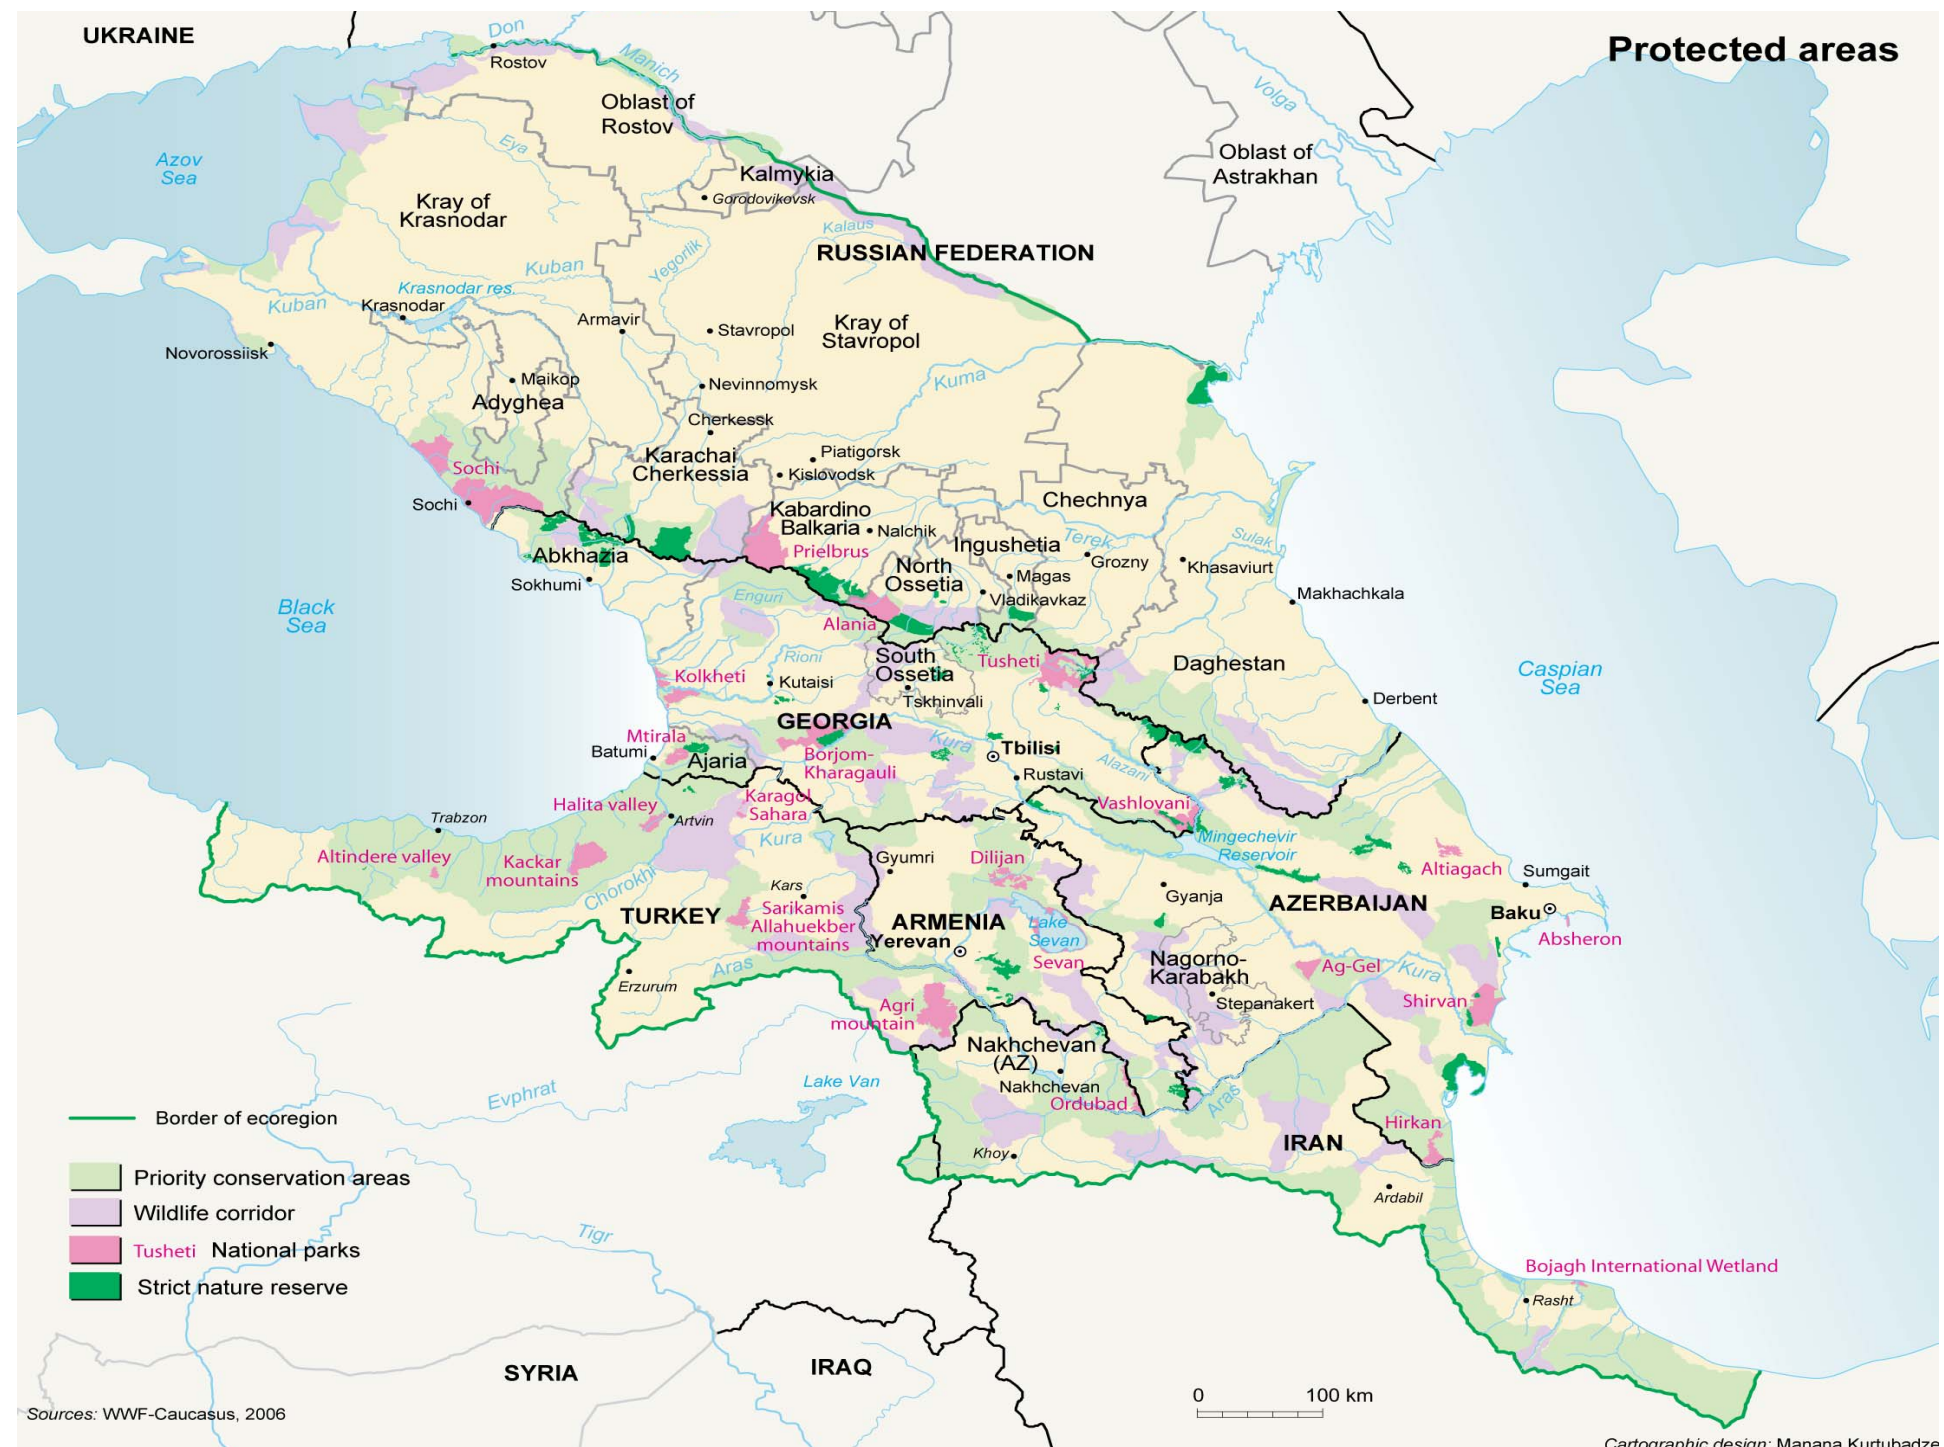 UKRAINE
Protected areas
Don
Manich
Rostov
Oblast of
Rostov
Volga
Oblast of
Astrakhan
Azov
Sea
Eya
Kalmykia
Gorodovikovsk
Kray of
Krasnodar
Kalaus
RUSSIAN FEDERATION
Yegorlik
Kuban
Krasnodar res.
Kuban
Krasnodar
Armavir
Stavropol
Kray of
Stavropol
Novorossiisk
Maikop
Adyghea
Nevinnomysk
Kuma
Cherkessk
Karachai
Cherkessia
Piatigorsk
Kislovodsk
Sochi
Sochi
Chechnya
Kabardino
Balkaria
Nalchik
Prielbrus
Ingushetia
Terek
Grozny
Sulak
Khasaviurt
Abkhazia
Sokhumi
North
Ossetia
Magas
Vladikavkaz
Makhachkala
Black
Sea
Enguri
Alania
South
Ossetia
Tskhinvali
Tusheti
Daghestan
Caspian
Sea
Rioni
Kolkheti
Kutaisi
Derbent
GEORGIA
Mtirala
Batumi
Ajaria
Borjom-
Kharagauli
Kura
Tbilisi
Rustavi
Alazani
Halita valley
Karagol
Sahara
Artvin
Vashlovani
Trabzon
Kura
Mingechevir
Reservoir
Altindere valley
Kackar
mountains
Chorokhi
Gyumri
Dilijan
Altiagach
Sumgait
Kars
Gyanja
TURKEY
Sarikamis
Allahuekber
mountains
ARMENIA
Yerevan
Lake
Sevan
Sevan
AZERBAIJAN
Baku
Absheron
Erzurum
Aras
Nagorno-
Karabakh
Stepanakert
Ag-Gel
Kura
Shirvan
Agri
mountain
Nakhchevan
(AZ)
Nakhchevan
Ordubad
Aras
Lake Van
Evphrat
Border of ecoregion
Hirkan
IRAN
Khoy
Ardabil
Priority conservation areas
Wildlife corridor
Tusheti National parks
Strict nature reserve
Tigr
Bojagh International Wetland
Rasht
SYRIA
IRAQ
0 100 km
Sources: WWF-Caucasus, 2006
Cartographic design: Manana Kurtubadze